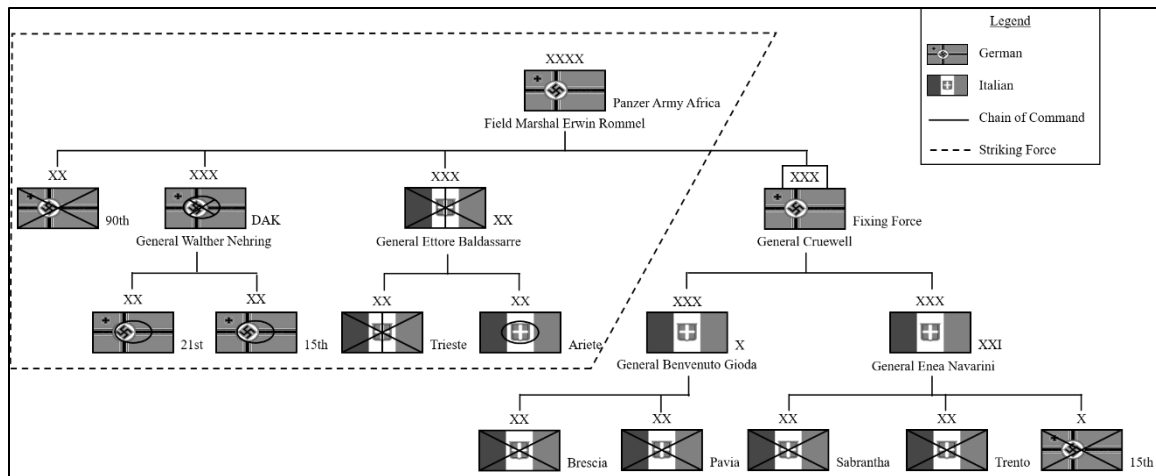 Legend
German
Italian
Chain of Command
Striking Force
XXXX
Panzer Army Africa
Field Marshal Erwin Rommel
XX
90th
XXX
DAK
General Walther Nehring
XXX
XX
General Ettore Baldassarre
XXX
Fixing Force
General Cruewell
XX
21st
XX
15th
XX
Trieste
XX
Ariete
XXX
X
General Benvenuto Gioda
XXX
XXI
General Enea Navarini
XX
Brescia
XX
Pavia
XX
Sabrantha
XX
Trento
X
15th